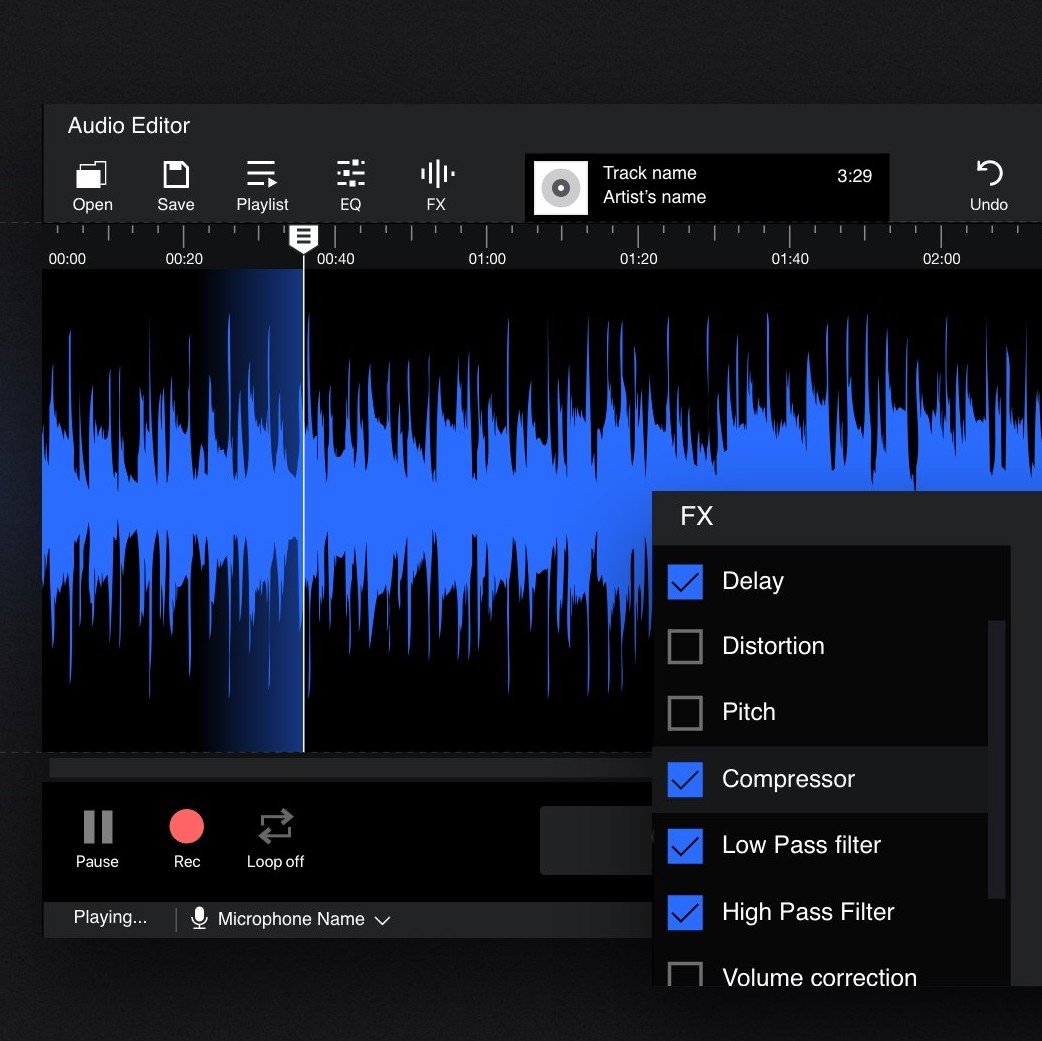 Audio Editor
Open Save Playlist EQ FX
Track name 3:29
Artist's name
Undo
00:00 00:20 00:40 01:00 01:20 01:40 02:00
FX
Delay
Distortion
Pitch
Compressor
Low Pass filter
High Pass Filter
Volume correction
Pause Rec Loop off
Playing... Microphone Name